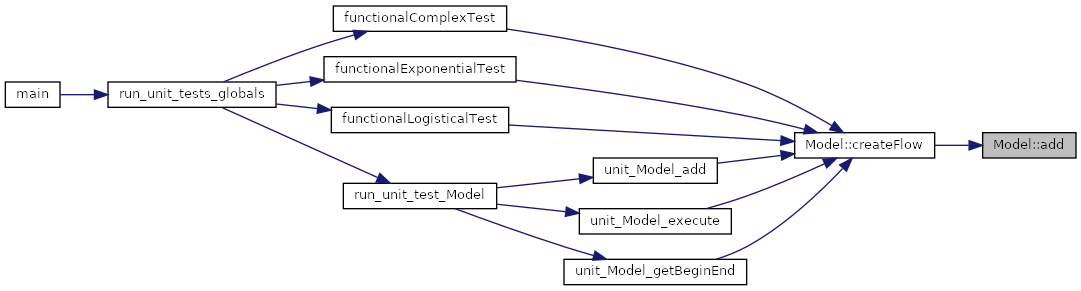 functionalComplexTest
functionalExponentialTest
main
run_unit_tests_globals
functionalLogisticalTest
Model::createFlow
Model::add
unit_Model_add
run_unit_test_Model
unit_Model_execute
unit_Model_getBeginEnd